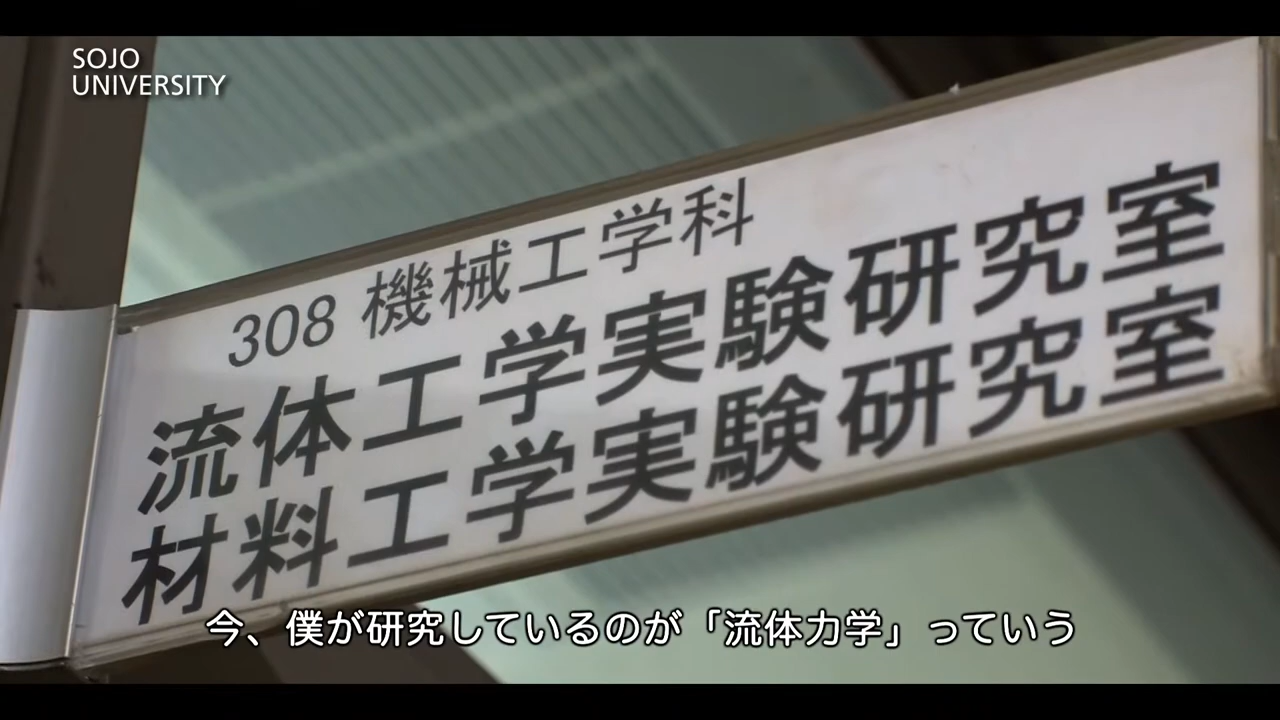 SOJO
UNIVERSITY
308 機械工学科
流体工学実験研究室
材料工学実験研究室
今、僕が研究しているのが「流体力学」っていう